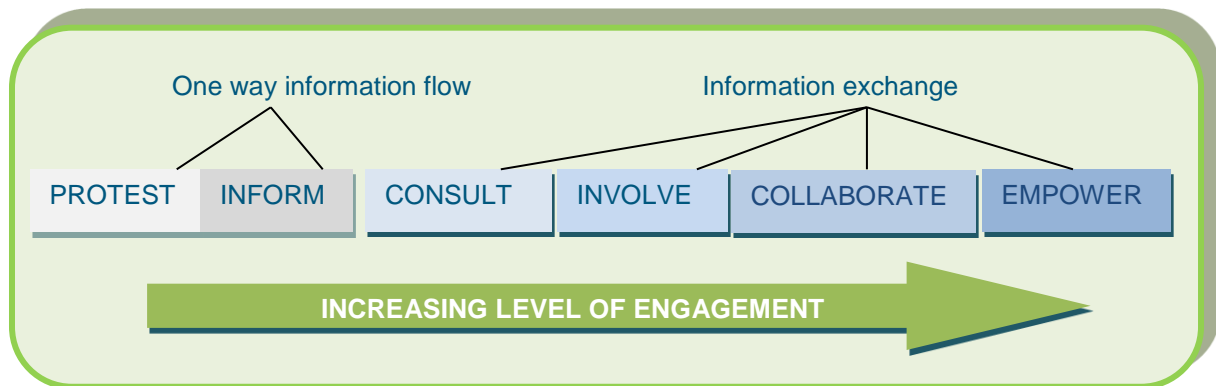 One way information flow Information exchange
PROTEST INFORM CONSULT INVOLVE COLLABORATE EMPOWER
INCREASING LEVEL OF ENGAGEMENT